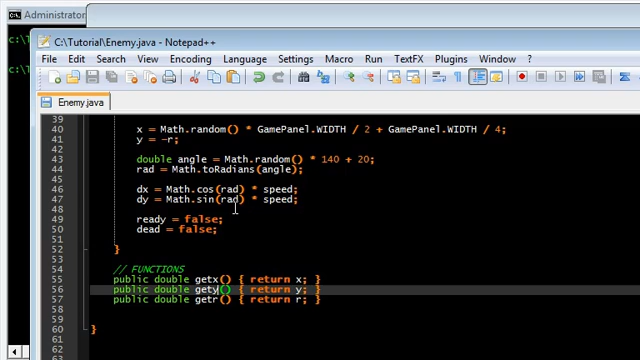 Administrator
c:\T
c:\T
C:\Tutorial\Enemy.java - Notepad++
File Edit Search View Encoding Language Settings Macro Run TextFX Plugins Window ?
Enemy.java
39
40 x = Math.random() * GamePanel.WIDTH / 2 + GamePanel.WIDTH / 4;
41 y = -r;
42
43 double angle = Math.random() * 140 + 20;
44 rad = Math.toRadians(angle);
45
46 dx = Math.cos(rad) * speed;
47 dy = Math.sin(rad) * speed;
48
49 ready = false;
50 dead = false;
51
52 }
53
54 // FUNCTIONS
55 public double getx() { return x; }
56 public double gety() { return y; }
57 public double getr() { return r; }
58
59
60 }
61
62
63